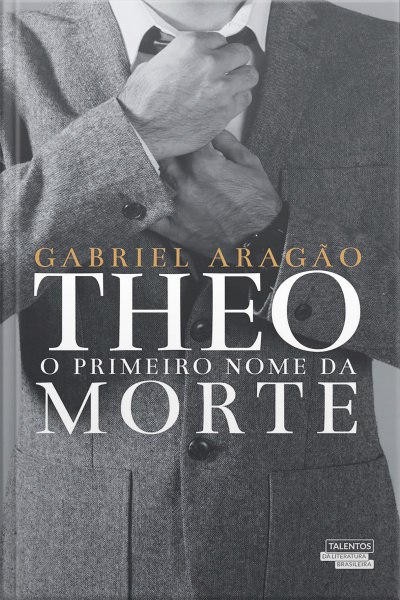 GABRIEL ARAGÃO
THEO
O PRIMEIRO NOME DA
MORTE
TALENTOS
DA LITERATURA
BRASILEIRA